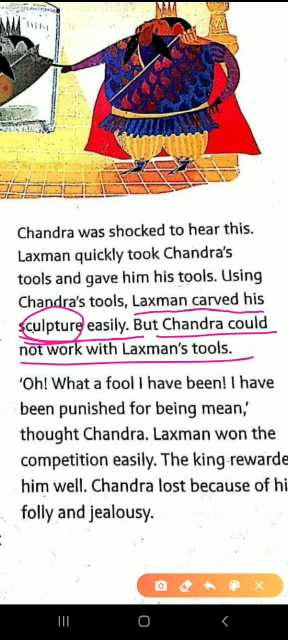 Chandra was shocked to hear this.
Laxman quickly took Chandra's
tools and gave him his tools. Using
Chandra's tools, Laxman carved his
sculpture easily. But Chandra could
not work with Laxman's tools.
'Oh! What a fool I have been! I have
been punished for being mean,'
thought Chandra. Laxman won the
competition easily. The king rewarde
him well. Chandra lost because of hi
folly and jealousy.